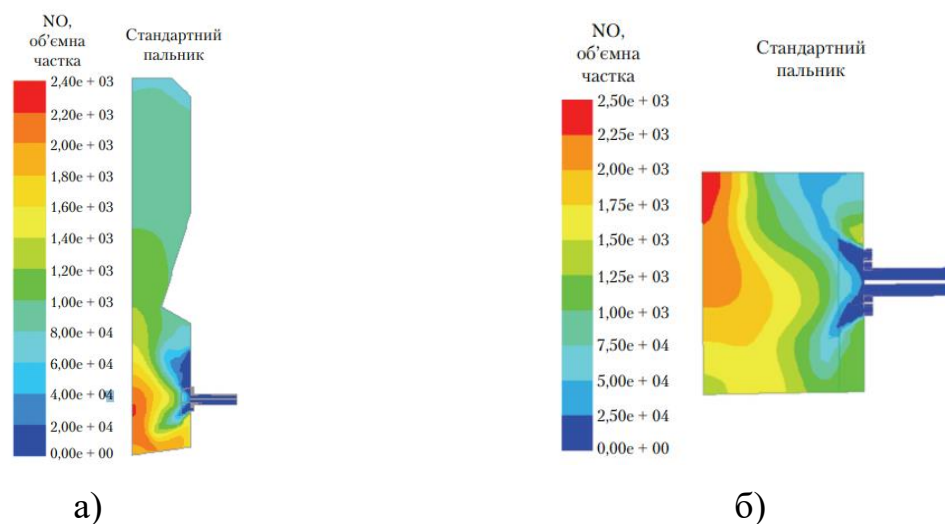 NO,
об'ємна
частка
Стандартний
пальник
2,40e + 03
2,20e + 03
2,00e + 03
1,80e + 03
1,60e + 03
1,40e + 03
1,20e + 03
1,00e + 03
8,00e + 04
6,00e + 04
4,00e + 04
2,00e + 04
0,00e + 00
а)
NO,
об'ємна
частка
Стандартний
пальник
2,50e + 03
2,25e + 03
2,00e + 03
1,75e + 03
1,50e + 03
1,25e + 03
1,00e + 03
7,50e + 04
5,00e + 04
2,50e + 04
0,00e + 00
б)